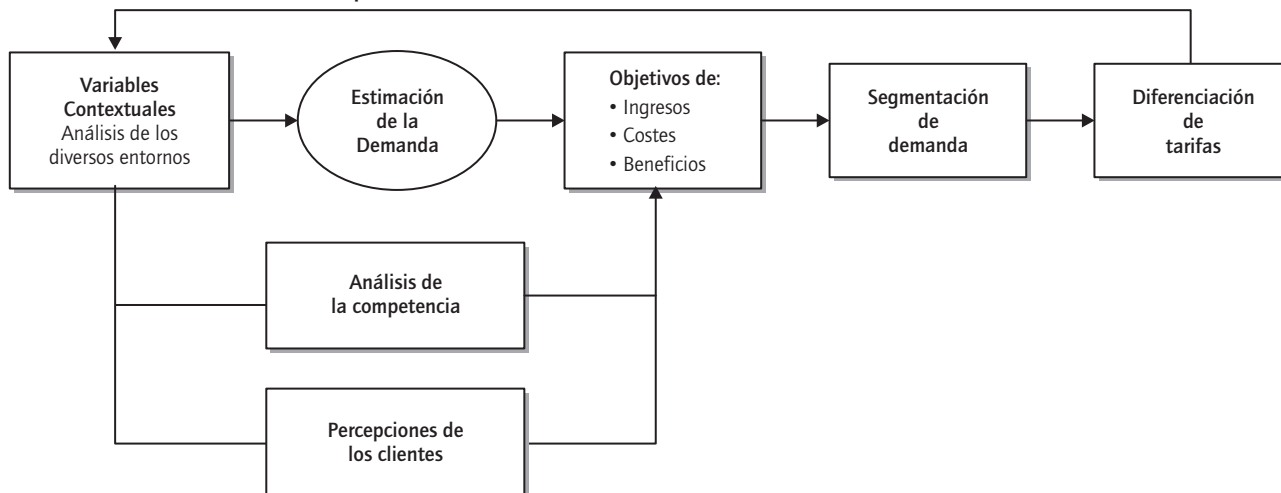 Variables
Contextuales
Análisis de los
diversos entornos
Estimación
de la
Demanda
Objetivos de:
• Ingresos
• Costes
• Beneficios
Segmentación
de
demanda
Diferenciación
de
tarifas
Análisis de
la competencia
Percepciones de
los clientes